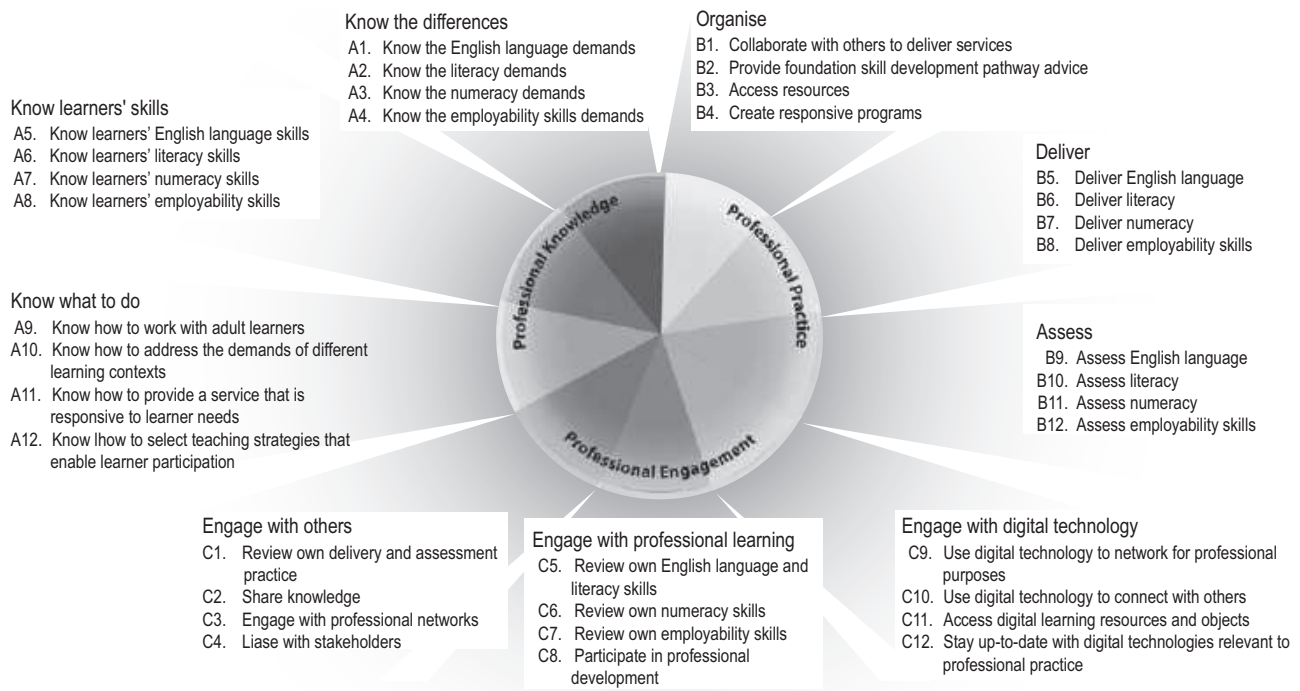 Know the differences
A1. Know the English language demands
A2. Know the literacy demands
A3. Know the numeracy demands
A4. Know the employability skills demands
Organise
B1. Collaborate with others to deliver services
B2. Provide foundation skill development pathway advice
B3. Access resources
B4. Create responsive programs
Know learners' skills
A5. Know learners’ English language skills
A6. Know learners’ literacy skills
A7. Know learners’ numeracy skills
A8. Know learners’ employability skills
Deliver
B5. Deliver English language
B6. Deliver literacy
B7. Deliver numeracy
B8. Deliver employability skills
Professional Knowledge
Professional Practice
Professional Engagement
Know what to do
A9. Know how to work with adult learners
A10. Know how to address the demands of different
learning contexts
A11. Know how to provide a service that is
responsive to learner needs
A12. Know lhow to select teaching strategies that
enable learner participation
Assess
B9. Assess English language
B10. Assess literacy
B11. Assess numeracy
B12. Assess employability skills
Engage with others
C1. Review own delivery and assessment
practice
C2. Share knowledge
C3. Engage with professional networks
C4. Liase with stakeholders
Engage with professional learning
C5. Review own English language and
literacy skills
C6. Review own numeracy skills
C7. Review own employability skills
C8. Participate in professional
development
Engage with digital technology
C9. Use digital technology to network for professional
purposes
C10. Use digital technology to connect with others
C11. Access digital learning resources and objects
C12. Stay up-to-date with digital technologies relevant to
professional practice